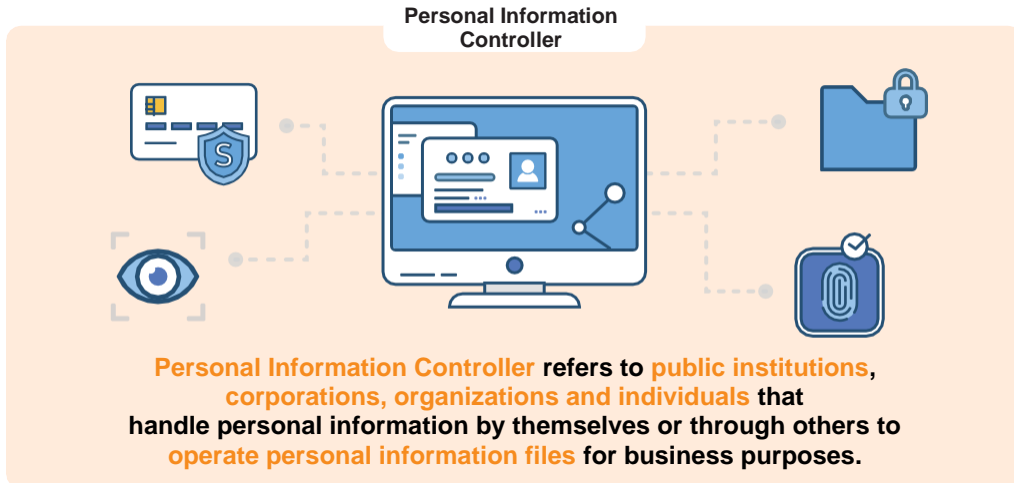 Personal Information
Controller
S
Personal Information Controller refers to public institutions,
corporations, organizations and individuals that
handle personal information by themselves or through others to
operate personal information files for business purposes.